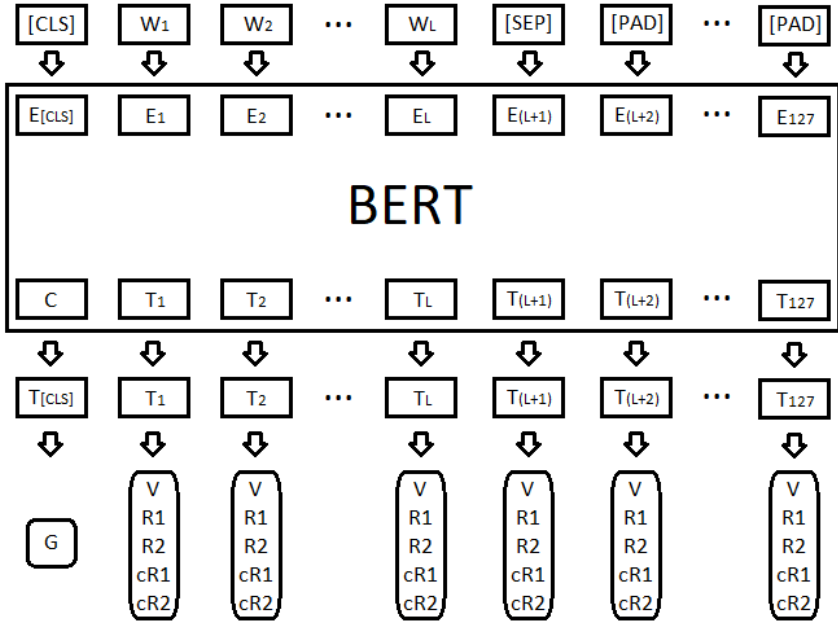 [CLS] W1 W2 ... WL [SEP] [PAD] ... [PAD]
E[CLS] E1 E2 ... EL E(L+1) E(L+2) ... E127
BERT
C T1 T2 ... TL T(L+1) T(L+2) ... T127
T[CLS] T1 T2 ... TL T(L+1) T(L+2) ... T127
V V V V V V
R1 R1 R1 R1 R1 R1
G R2 R2 R2 R2 R2 R2
cR1 cR1 cR1 cR1 cR1 cR1
cR2 cR2 cR2 cR2 cR2 cR2